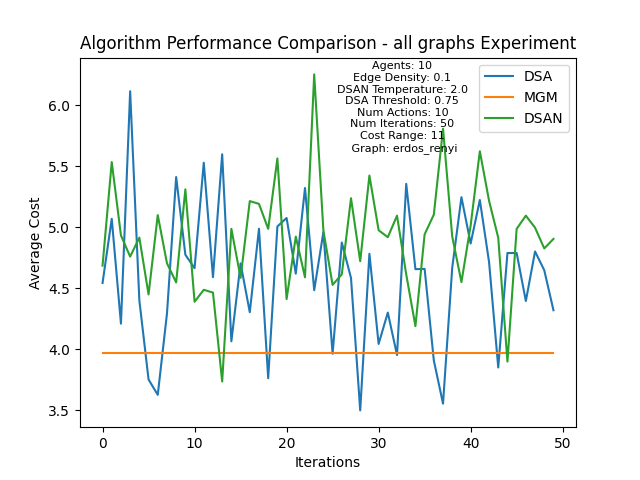 Algorithm Performance Comparison - all graphs Experiment
Agents: 10
Edge Density: 0.1
DSAN Temperature: 2.0
DSA Threshold: 0.75
Num Actions: 10
Num Iterations: 50
Cost Range: 11
Graph: erdos_renyi
DSA
MGM
DSAN
Average Cost
6.0
5.5
5.0
4.5
4.0
3.5
0 10 20 30 40 50
Iterations